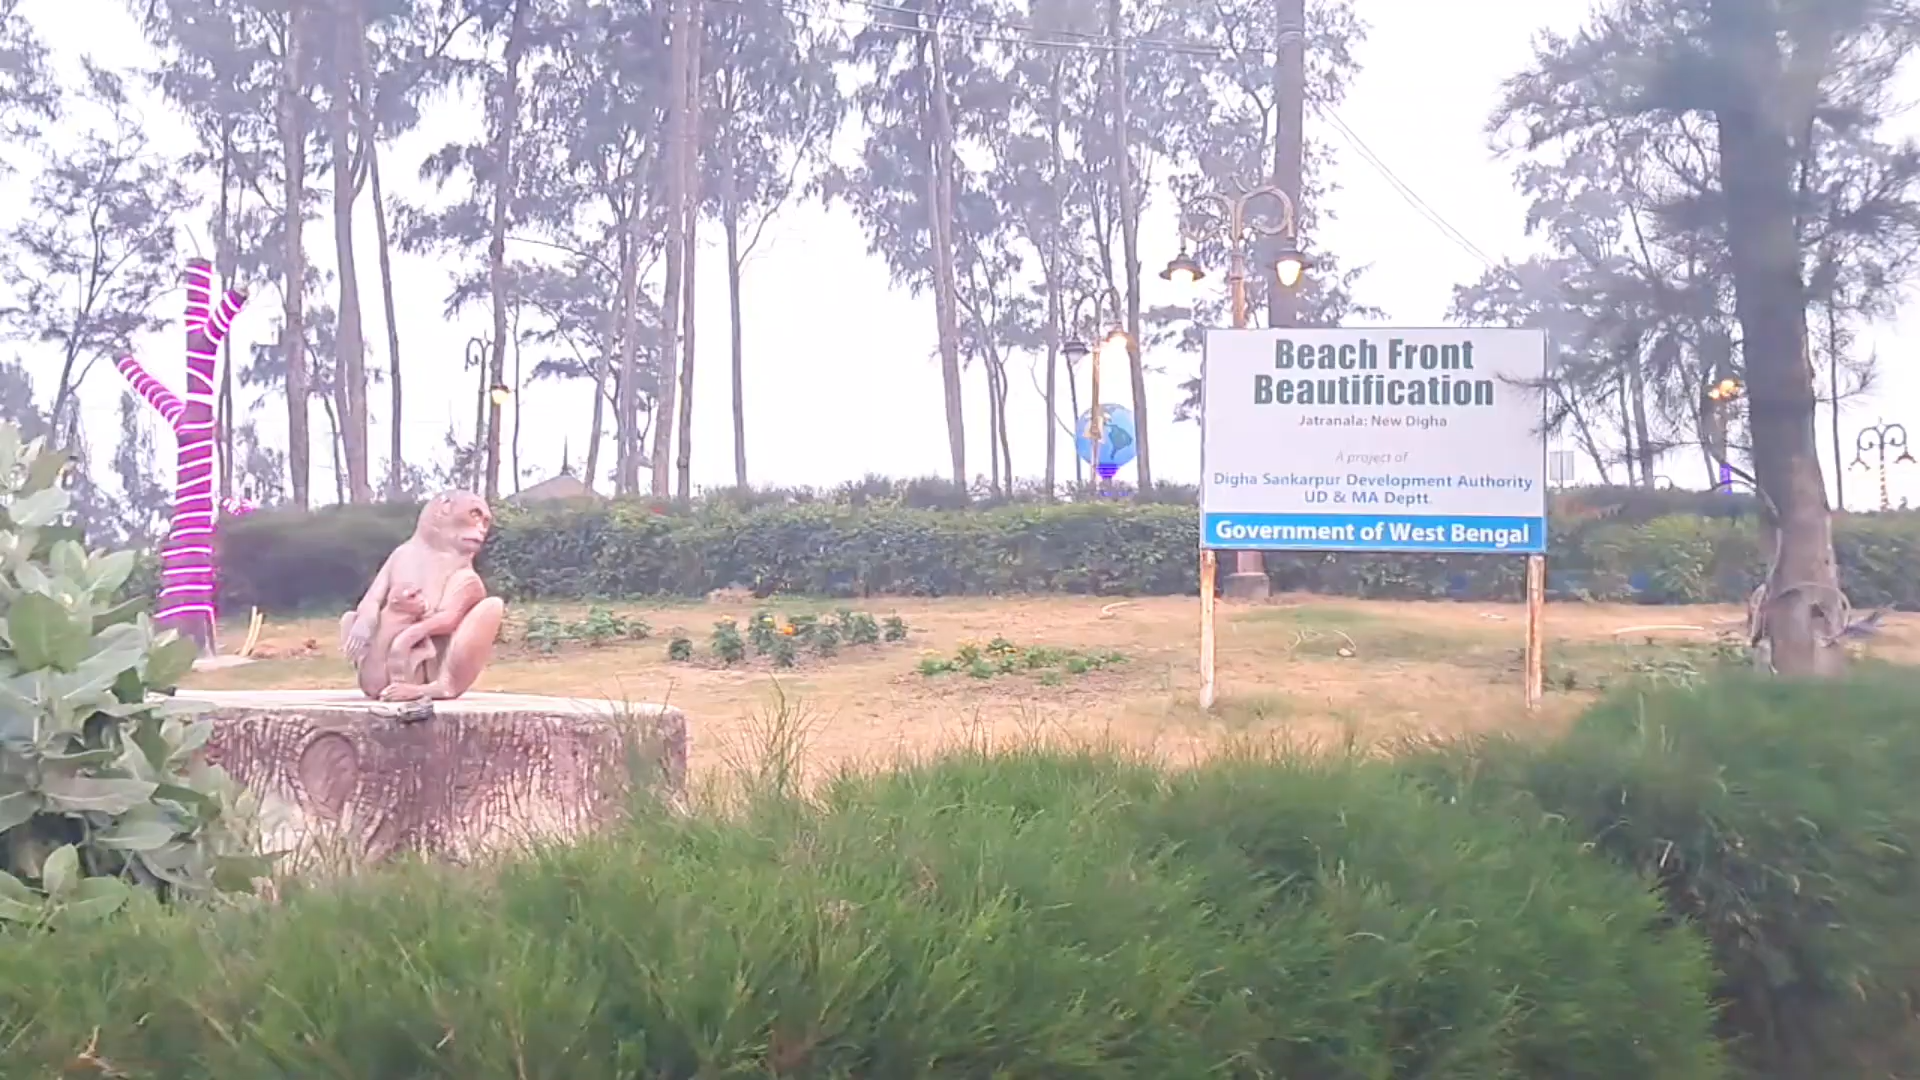 Beach Front
Beautification
Jatranala: New Digha
A project of
Digha Sankarpur Development Authority
UD & MA Deptt.
Government of West Bengal